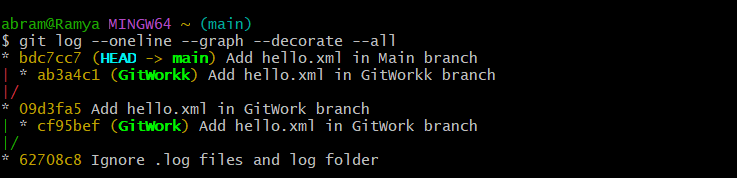 abram@Ramya MINGW64 ~ (main)
$ git log --oneline --graph --decorate --all
* bdc7cc7 (HEAD -> main) Add hello.xml in Main branch
| * ab3a4c1 (GitWorkk) Add hello.xml in GitWorkk branch
|/
* 09d3fa5 Add hello.xml in GitWork branch
| * cf95bef (GitWork) Add hello.xml in GitWork branch
|/
* 62708c8 Ignore .log files and log folder